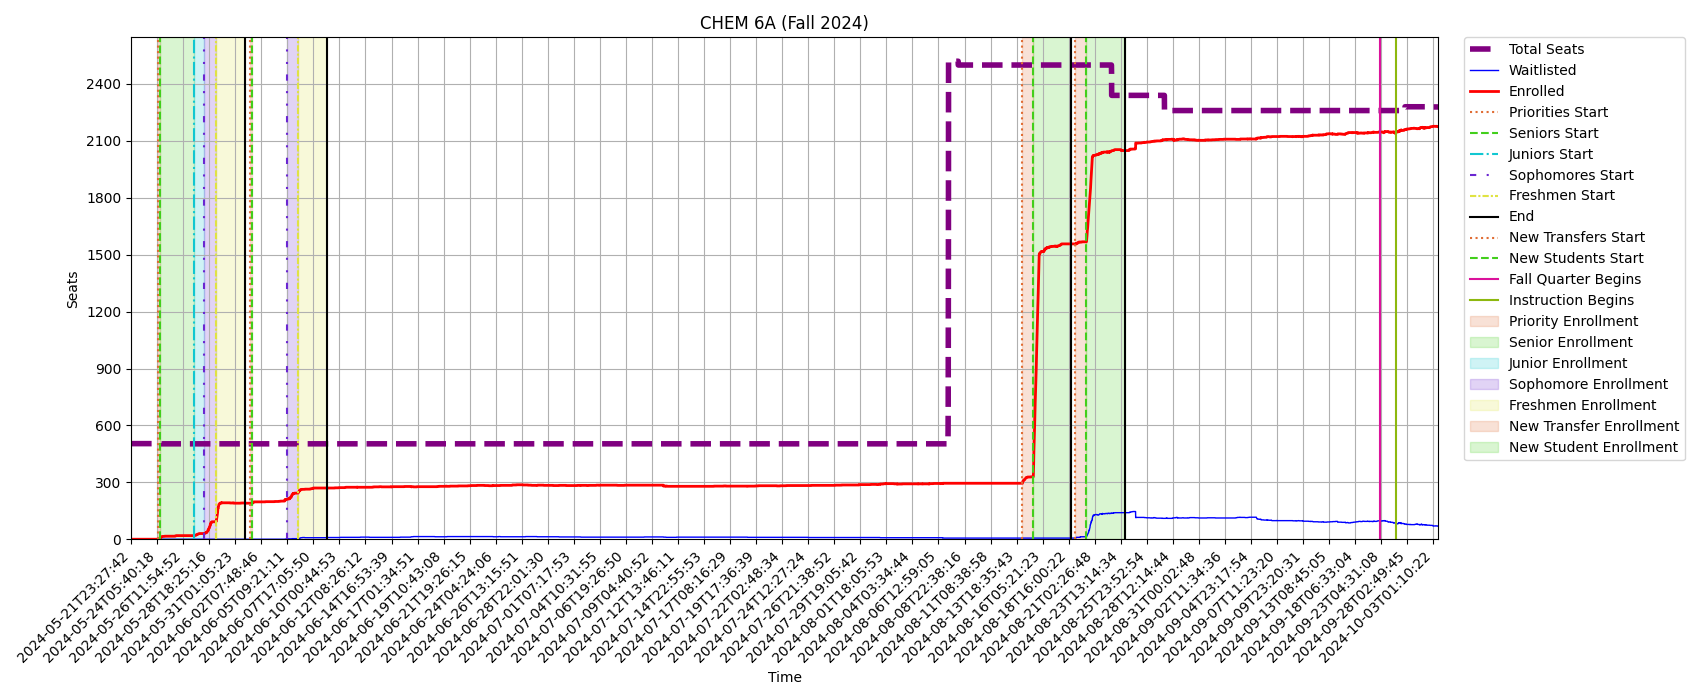 CHEM 6A (Fall 2024)
Seats
2400
2100
1800
1500
1200
900
600
300
0
2024-05-21T23:27:42
2024-05-24T05:40:18
2024-05-26T11:54:52
2024-05-28T18:25:16
2024-05-31T01:05:23
2024-06-02T07:48:46
2024-06-05T09:21:11
2024-06-07T17:05:50
2024-06-10T00:44:53
2024-06-12T08:26:12
2024-06-14T16:53:39
2024-06-17T01:34:51
2024-06-19T10:43:08
2024-06-21T19:26:15
2024-06-24T04:24:06
2024-06-26T13:15:51
2024-06-28T22:01:30
2024-07-01T07:17:53
2024-07-04T10:31:55
2024-07-06T19:26:50
2024-07-09T04:40:52
2024-07-12T13:46:11
2024-07-14T22:55:53
2024-07-17T08:16:29
2024-07-19T17:36:39
2024-07-22T02:48:34
2024-07-24T12:27:24
2024-07-26T21:38:52
2024-07-29T19:05:42
2024-08-01T18:05:53
2024-08-04T03:34:44
2024-08-06T12:59:05
2024-08-08T22:38:16
2024-08-11T08:38:58
2024-08-13T18:35:43
2024-08-16T05:21:23
2024-08-18T16:00:22
2024-08-21T02:26:48
2024-08-23T13:14:34
2024-08-25T23:52:54
2024-08-28T12:14:44
2024-08-31T00:02:48
2024-09-02T11:34:36
2024-09-04T23:17:54
2024-09-07T11:23:20
2024-09-09T23:20:31
2024-09-13T08:45:05
2024-09-18T06:33:04
2024-09-23T04:31:08
2024-09-28T02:49:45
2024-10-03T01:10:22
Time
Total Seats
Waitlisted
Enrolled
Priorities Start
Seniors Start
Juniors Start
Sophomores Start
Freshmen Start
End
New Transfers Start
New Students Start
Fall Quarter Begins
Instruction Begins
Priority Enrollment
Senior Enrollment
Junior Enrollment
Sophomore Enrollment
Freshmen Enrollment
New Transfer Enrollment
New Student Enrollment